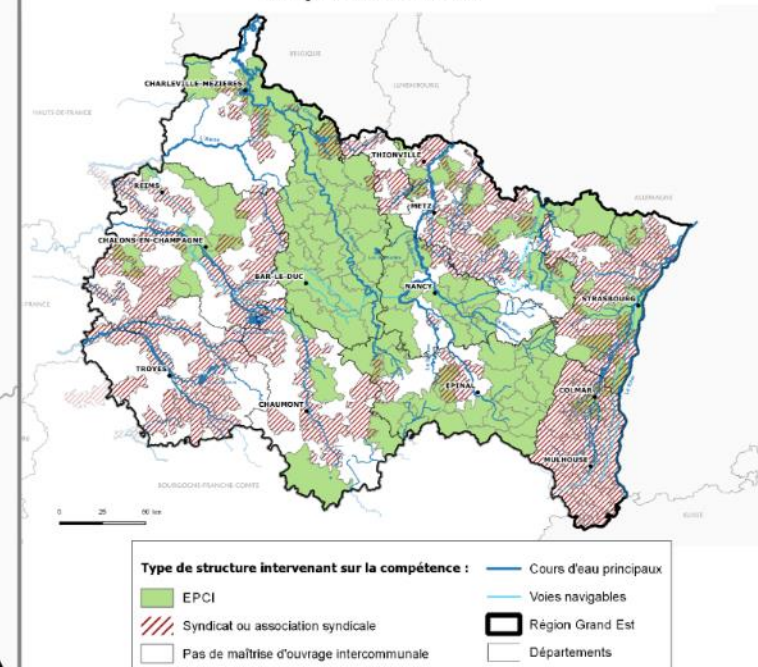 BELGIQUE
LUXEMBOURG
CHARLEVILLE-MEZIERES
HAUTS-DE-FRANCE
THIONVILLE
REIMS
METZ
ALLEMAGNE
CHALONS-EN-CHAMPAGNE
BAR-LE-DUC
NANCY
STRASBOURG
TROYES
EPINAL
COLMAR
CHAUMONT
MULHOUSE
BOURGOGNE-FRANCHE-COMTE
SUISSE
0 25 50 km
Type de structure intervenant sur la compétence :
EPCI
Syndicat ou association syndicale
Pas de maîtrise d'ouvrage intercommunale
Cours d'eau principaux
Voies navigables
Région Grand Est
Départements